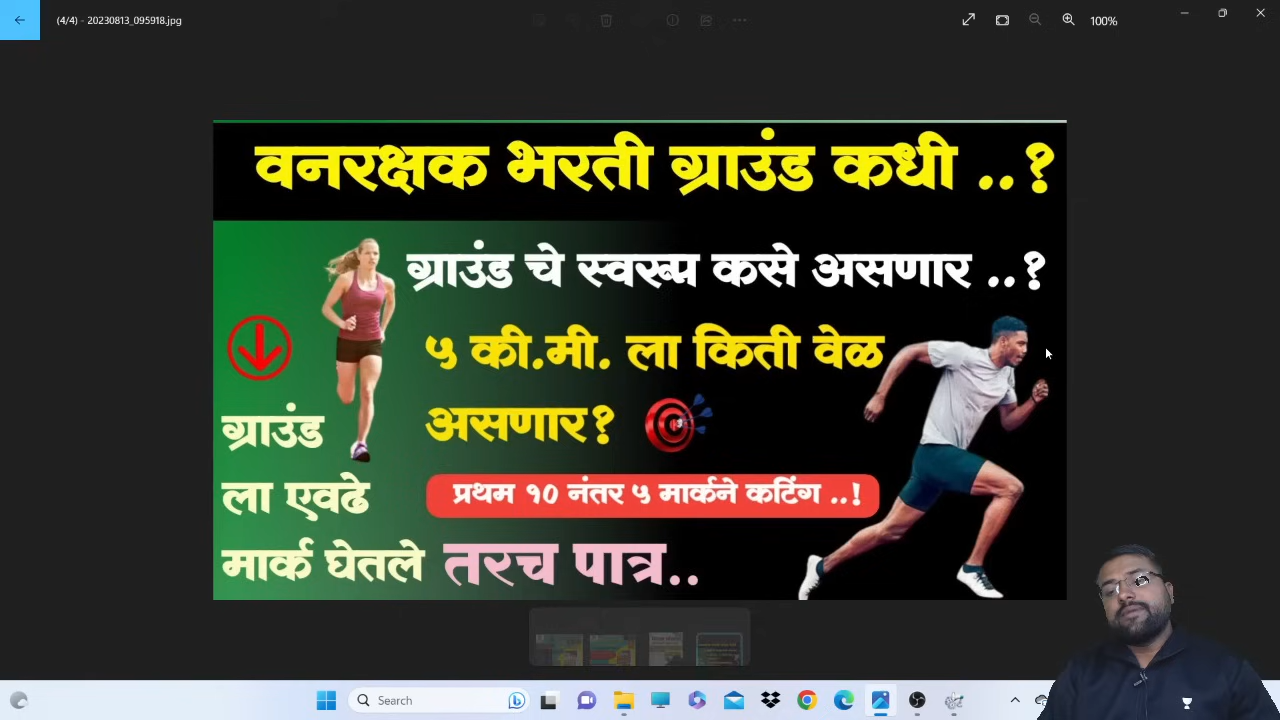 (4/4) - 20230813_095918.jpg
100%
वनरक्षक भरती ग्राउंड कधी ..?
ग्राउंड चे स्वरूप कसे असणार ..?
५ की.मी. ला किती वेळ
असणार?
प्रथम १० नंतर ५ मार्कने कटिंग ..!
ग्राउंड
ला एवढे
मार्क घेतले तरच पात्र..
Search